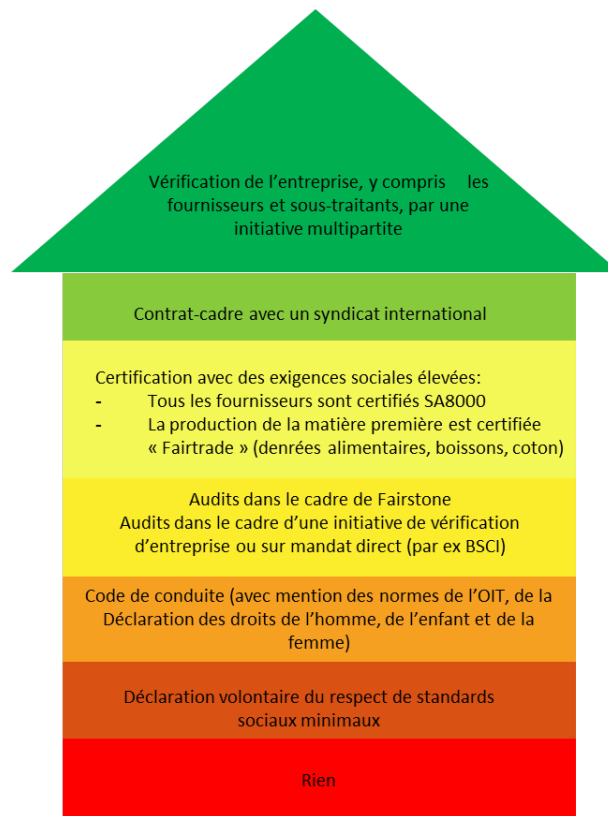 Vérification de l'entreprise, y compris les
fournisseurs et sous-traitants, par une
initiative multipartite
Contrat-cadre avec un syndicat international
Certification avec des exigences sociales élevées:
- Tous les fournisseurs sont certifiés SA8000
- La production de la matière première est certifiée
« Fairtrade » (denrées alimentaires, boissons, coton)
Audits dans le cadre de Fairstone
Audits dans le cadre d'une initiative de vérification
d'entreprise ou sur mandat direct (par ex BSCI)
Code de conduite (avec mention des normes de l'OIT, de la
Déclaration des droits de l'homme, de l'enfant et de la
femme)
Déclaration volontaire du respect de standards
sociaux minimaux
Rien